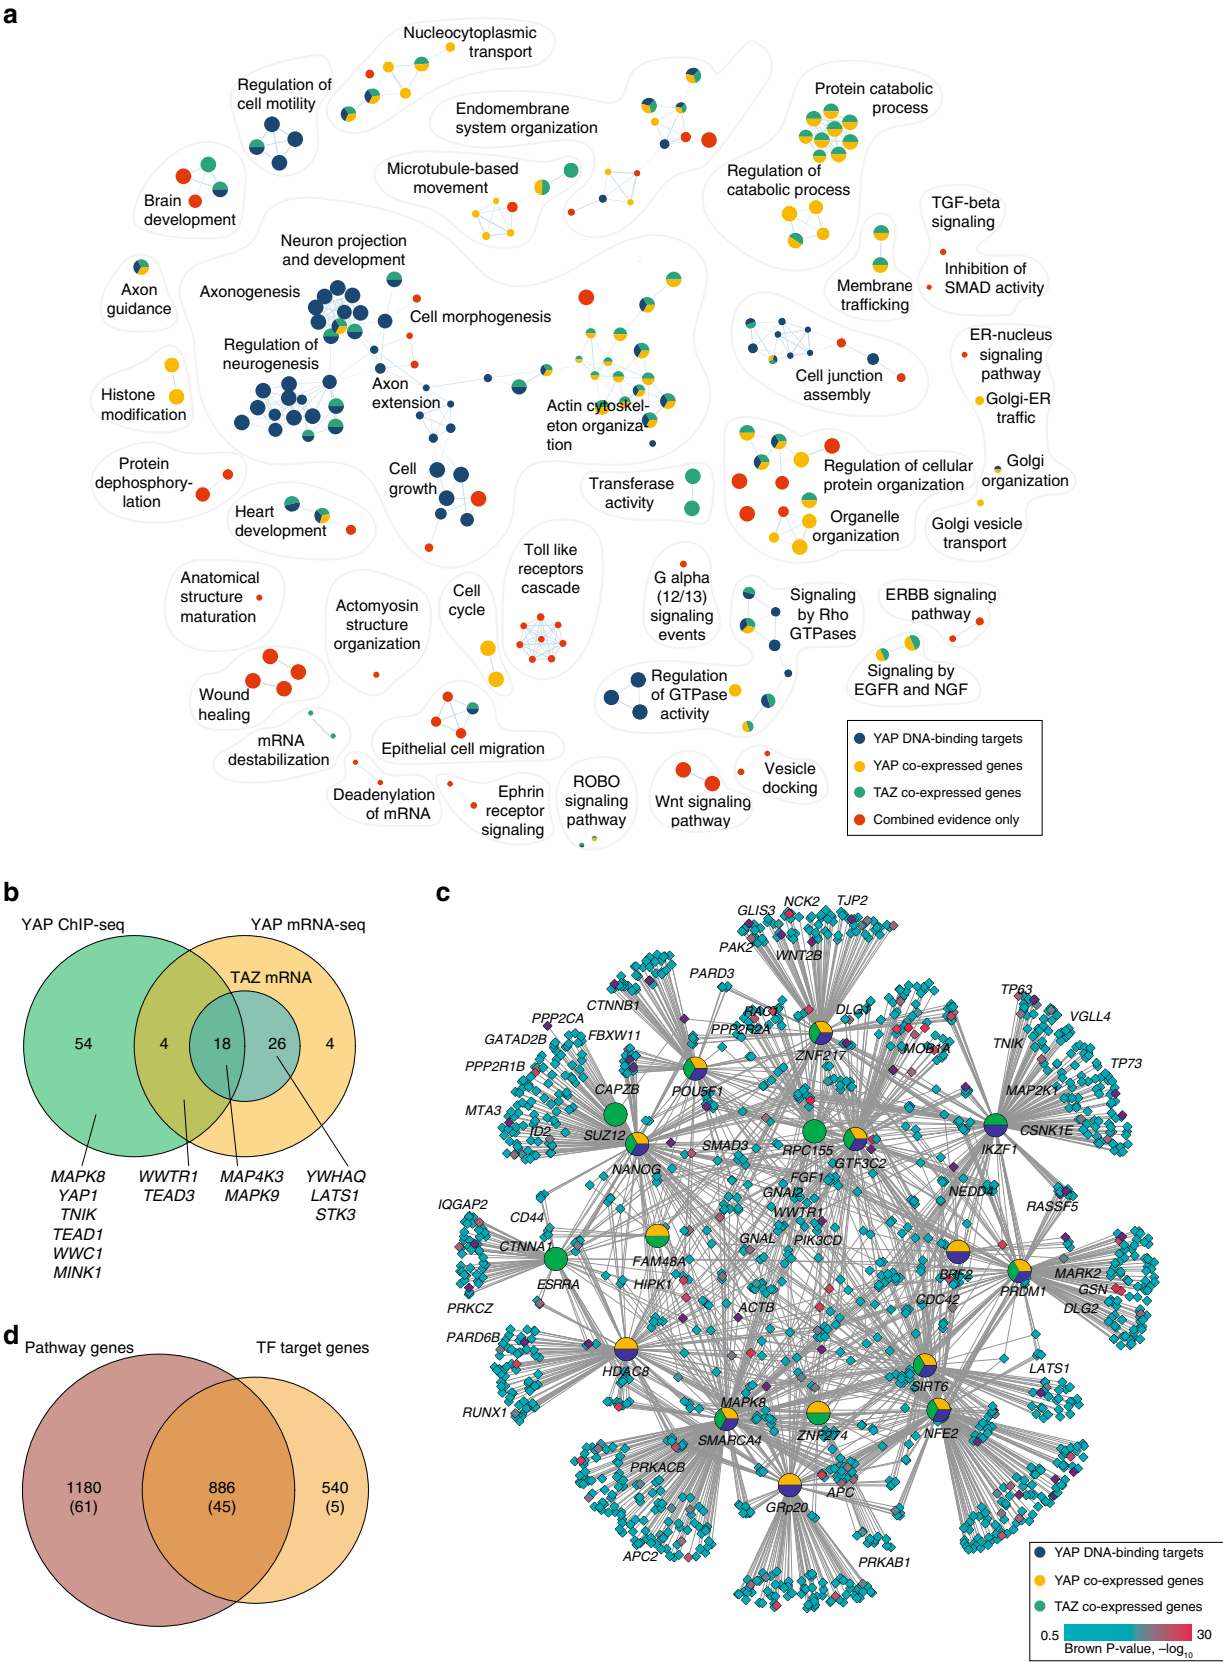 a
Nucleocytoplasmic
transport
Regulation of
cell motility
Endomembrane
system organization
Protein catabolic
process
Microtubule-based
movement
Regulation of
catabolic process
Brain
development
TGF-beta
signaling
Neuron projection
and development
Inhibition of
SMAD activity
Axon
guidance
Axonogenesis
Membrane
trafficking
Cell morphogenesis
Regulation of
neurogenesis
ER-nucleus
signaling
pathway
Histone
modification
Axon
extension
Cell junction
assembly
Golgi-ER
traffic
Actin cytoskel-
eton organiza-
tion
Protein
dephosphory-
lation
Cell
growth
Regulation of cellular
protein organization
Golgi
organization
Transferase
activity
Heart
development
Organelle
organization
Golgi vesicle
transport
Toll like
receptors
cascade
Anatomical
structure
maturation
Actomyosin
structure
organization
Cell
cycle
G alpha
(12/13)
signaling
events
Signaling
by Rho
GTPases
ERBB signaling
pathway
Wound
healing
Regulation
of GTPase
activity
Signaling by
EGFR and NGF
mRNA
destabilization
Epithelial cell migration
Deadenylation
of mRNA
Ephrin
receptor
signaling
ROBO
signaling
pathway
Wnt signaling
pathway
Vesicle
docking
YAP DNA-binding targets
YAP co-expressed genes
TAZ co-expressed genes
Combined evidence only
b
YAP ChIP-seq
YAP mRNA-seq
TAZ mRNA
54
4
18
26
4
MAPK8
YAP1
TNIK
TEAD1
WWC1
MINK1
WWTR1
TEAD3
MAP4K3
MAPK9
YWHAQ
LATS1
STK3
c
GLIS3
NCK2
TJP2
PAK2
WNT2B
PARD3
CTNNB1
RAC1
DLG1
TP63
PPP2CA
FBXW11
PPP2R2A
ZNF217
MOB1A
VGLL4
GATAD2B
TNIK
PPP2R1B
POU5F1
TP73
CAPZB
MAP2K1
MTA3
ID2
SUZ12
SMAD3
RPC155
GTF3C2
CSNK1E
IKZF1
NANOG
FGF1
GNAI2
NEDD4
IQGAP2
CD44
WWTR1
RASSF5
CTNNA1
GNAL
PIK3CD
FAM48A
BRF2
ESRRA
HIPK1
PRDM1
MARK2
GSN
PRKCZ
ACTB
CDC42
DLG2
PARD6B
HDAC8
LATS1
SIRT6
RUNX1
MAPK8
SMARCA4
ZNF274
NFE2
PRKACB
APC
GRp20
APC2
PRKAB1
YAP DNA-binding targets
YAP co-expressed genes
TAZ co-expressed genes
0.5
30
Brown P-value, –log10
d
Pathway genes
TF target genes
1180
(61)
886
(45)
540
(5)